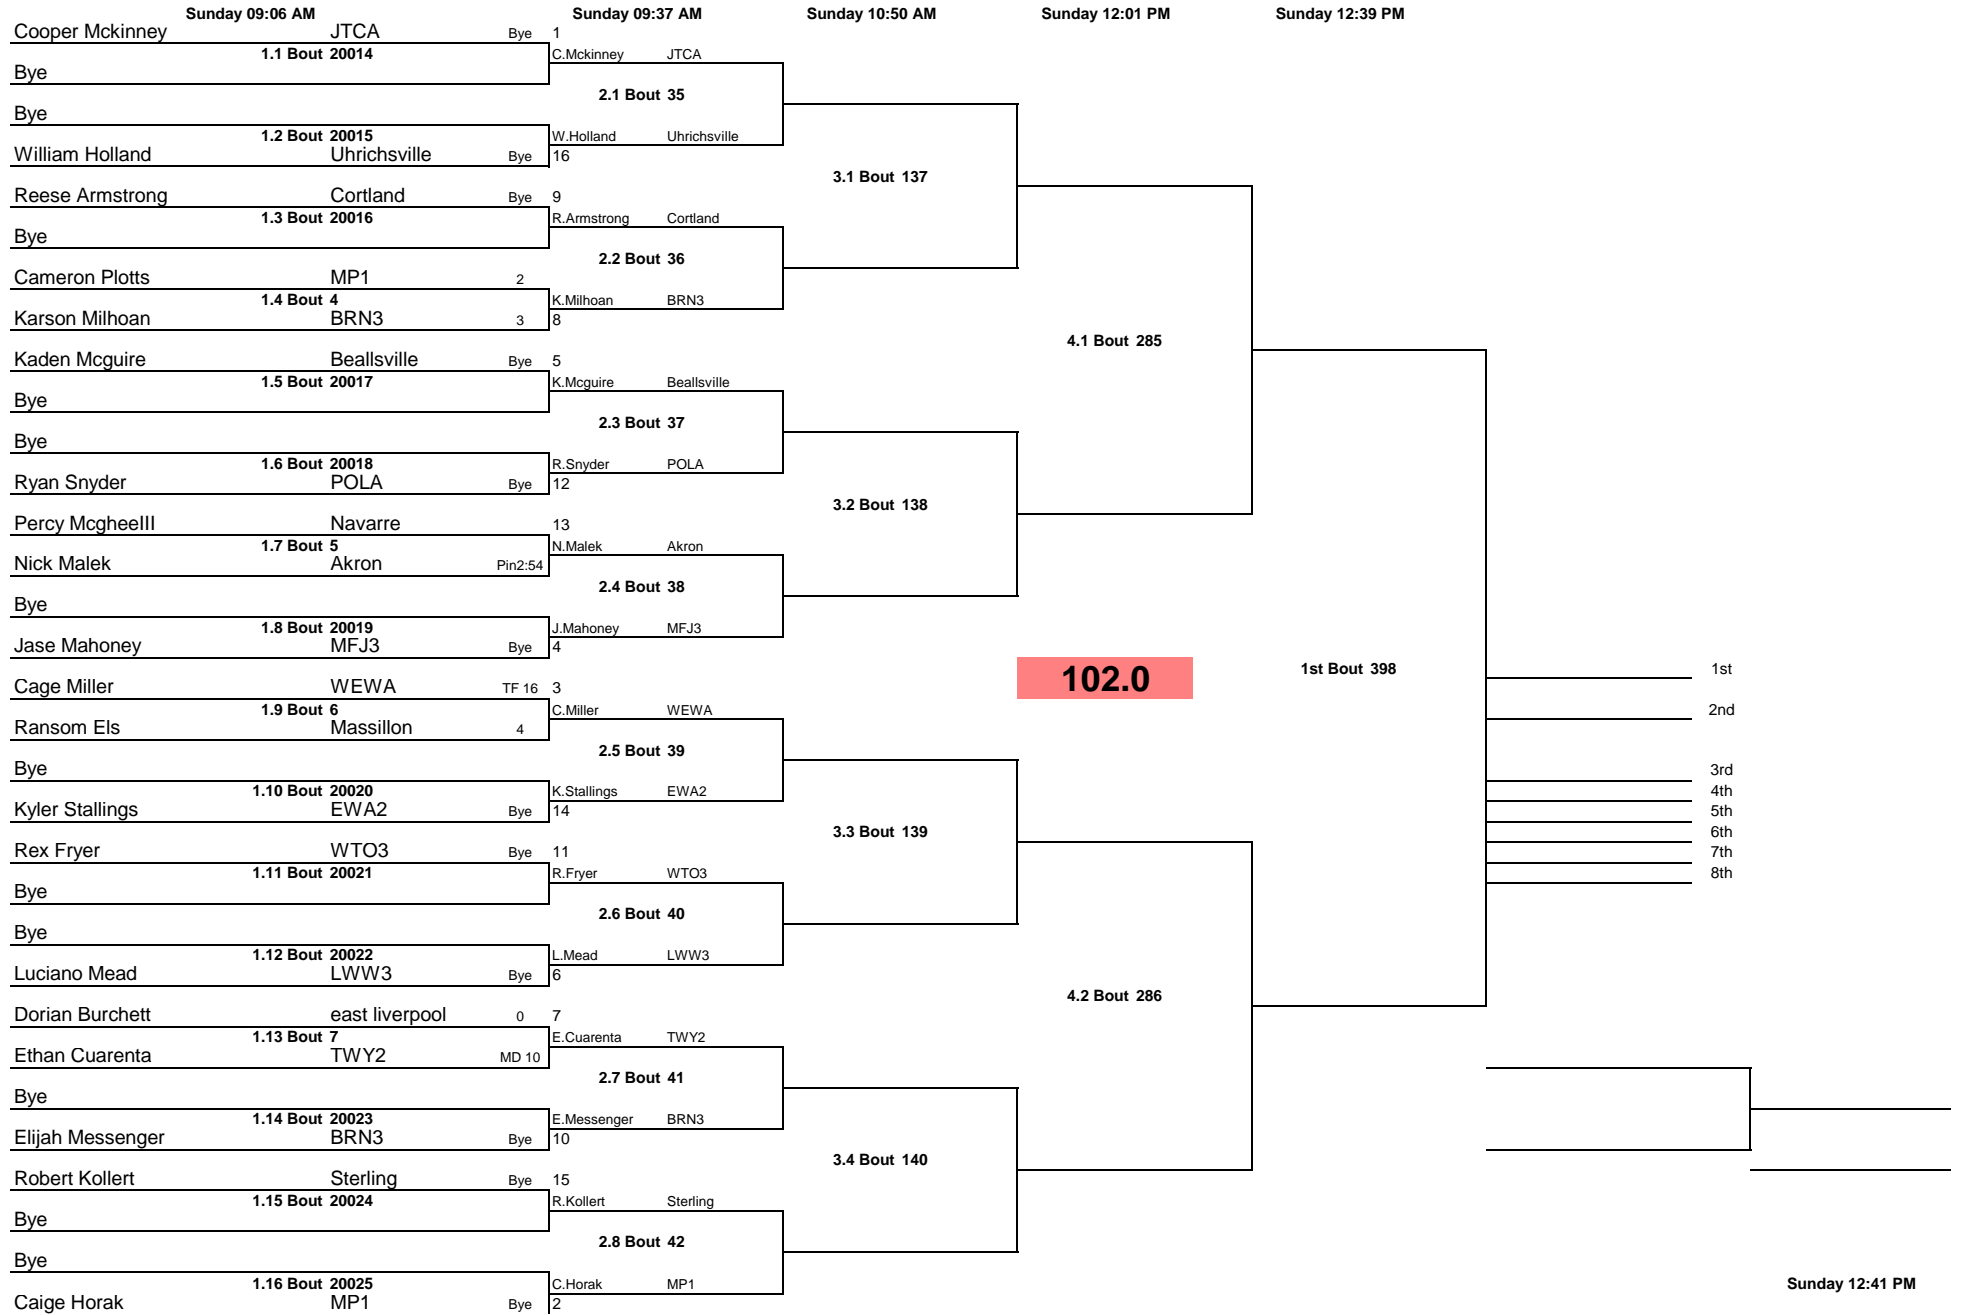 Sunday 09:06 AM Sunday 09:37 AM Sunday 10:50 AM Sunday 12:01 PM Sunday 12:39 PM
Cooper Mckinney JTCA Bye 1
1.1 Bout 20014 C.Mckinney JTCA
Bye
2.1 Bout 35
Bye
1.2 Bout 20015 W.Holland Uhrichsville
William Holland Uhrichsville Bye 16
3.1 Bout 137
Reese Armstrong Cortland Bye 9
1.3 Bout 20016 R.Armstrong Cortland
Bye
2.2 Bout 36
Cameron Plotts MP1 2
1.4 Bout 4 K.Milhoan BRN3
Karson Milhoan BRN3 3 8
4.1 Bout 285
Kaden Mcguire Beallsville Bye 5
1.5 Bout 20017 K.Mcguire Beallsville
Bye
2.3 Bout 37
Bye
1.6 Bout 20018 R.Snyder POLA
Ryan Snyder POLA Bye 12
3.2 Bout 138
Percy McgheeIII Navarre 13
1.7 Bout 5 N.Malek Akron
Nick Malek Akron Pin2:54
2.4 Bout 38
Bye
1.8 Bout 20019 J.Mahoney MFJ3
Jase Mahoney MFJ3 Bye 4
102.0 1st Bout 398 1st
Cage Miller WEWA TF 16 3
1.9 Bout 6 C.Miller WEWA 2nd
Ransom Els Massillon 4
2.5 Bout 39
Bye 3rd
1.10 Bout 20020 K.Stallings EWA2 4th
Kyler Stallings EWA2 Bye 14 5th
3.3 Bout 139 6th
Rex Fryer WTO3 Bye 11 7th
1.11 Bout 20021 R.Fryer WTO3 8th
Bye
2.6 Bout 40
Bye
1.12 Bout 20022 L.Mead LWW3
Luciano Mead LWW3 Bye 6
4.2 Bout 286
Dorian Burchett east liverpool 0 7
1.13 Bout 7 E.Cuarenta TWY2
Ethan Cuarenta TWY2 MD 10
2.7 Bout 41
Bye
1.14 Bout 20023 E.Messenger BRN3
Elijah Messenger BRN3 Bye 10
3.4 Bout 140
Robert Kollert Sterling Bye 15
1.15 Bout 20024 R.Kollert Sterling
Bye
2.8 Bout 42
Bye
1.16 Bout 20025 C.Horak MP1 Sunday 12:41 PM
Caige Horak MP1 Bye 2